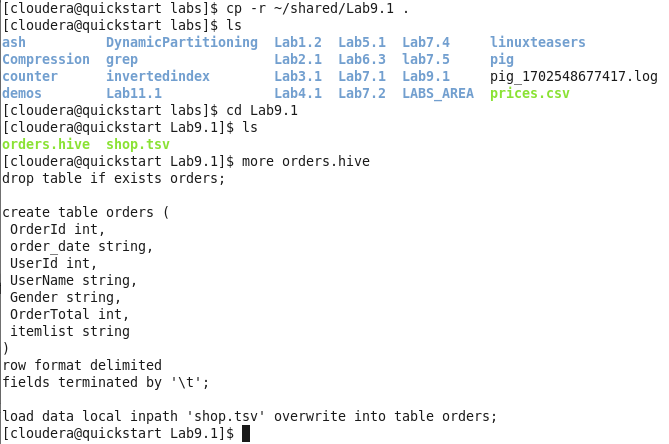 [cloudera@quickstart labs]$ cp -r ~/shared/Lab9.1 .
[cloudera@quickstart labs]$ ls
ash          DynamicPartitioning  Lab1.2  Lab5.1  Lab7.4     linuxteasers
Compression  grep                 Lab2.1  Lab6.3  lab7.5     pig
counter      invertedindex        Lab3.1  Lab7.1  Lab9.1     pig_1702548677417.log
demos        Lab11.1              Lab4.1  Lab7.2  LABS_AREA  prices.csv
[cloudera@quickstart labs]$ cd Lab9.1
[cloudera@quickstart Lab9.1]$ ls
orders.hive  shop.tsv
[cloudera@quickstart Lab9.1]$ more orders.hive
drop table if exists orders;

create table orders (
 OrderId int,
 order_date string,
 UserId int,
 UserName string,
 Gender string,
 OrderTotal int,
 itemlist string
)
row format delimited
fields terminated by '\t';

load data local inpath 'shop.tsv' overwrite into table orders;
[cloudera@quickstart Lab9.1]$